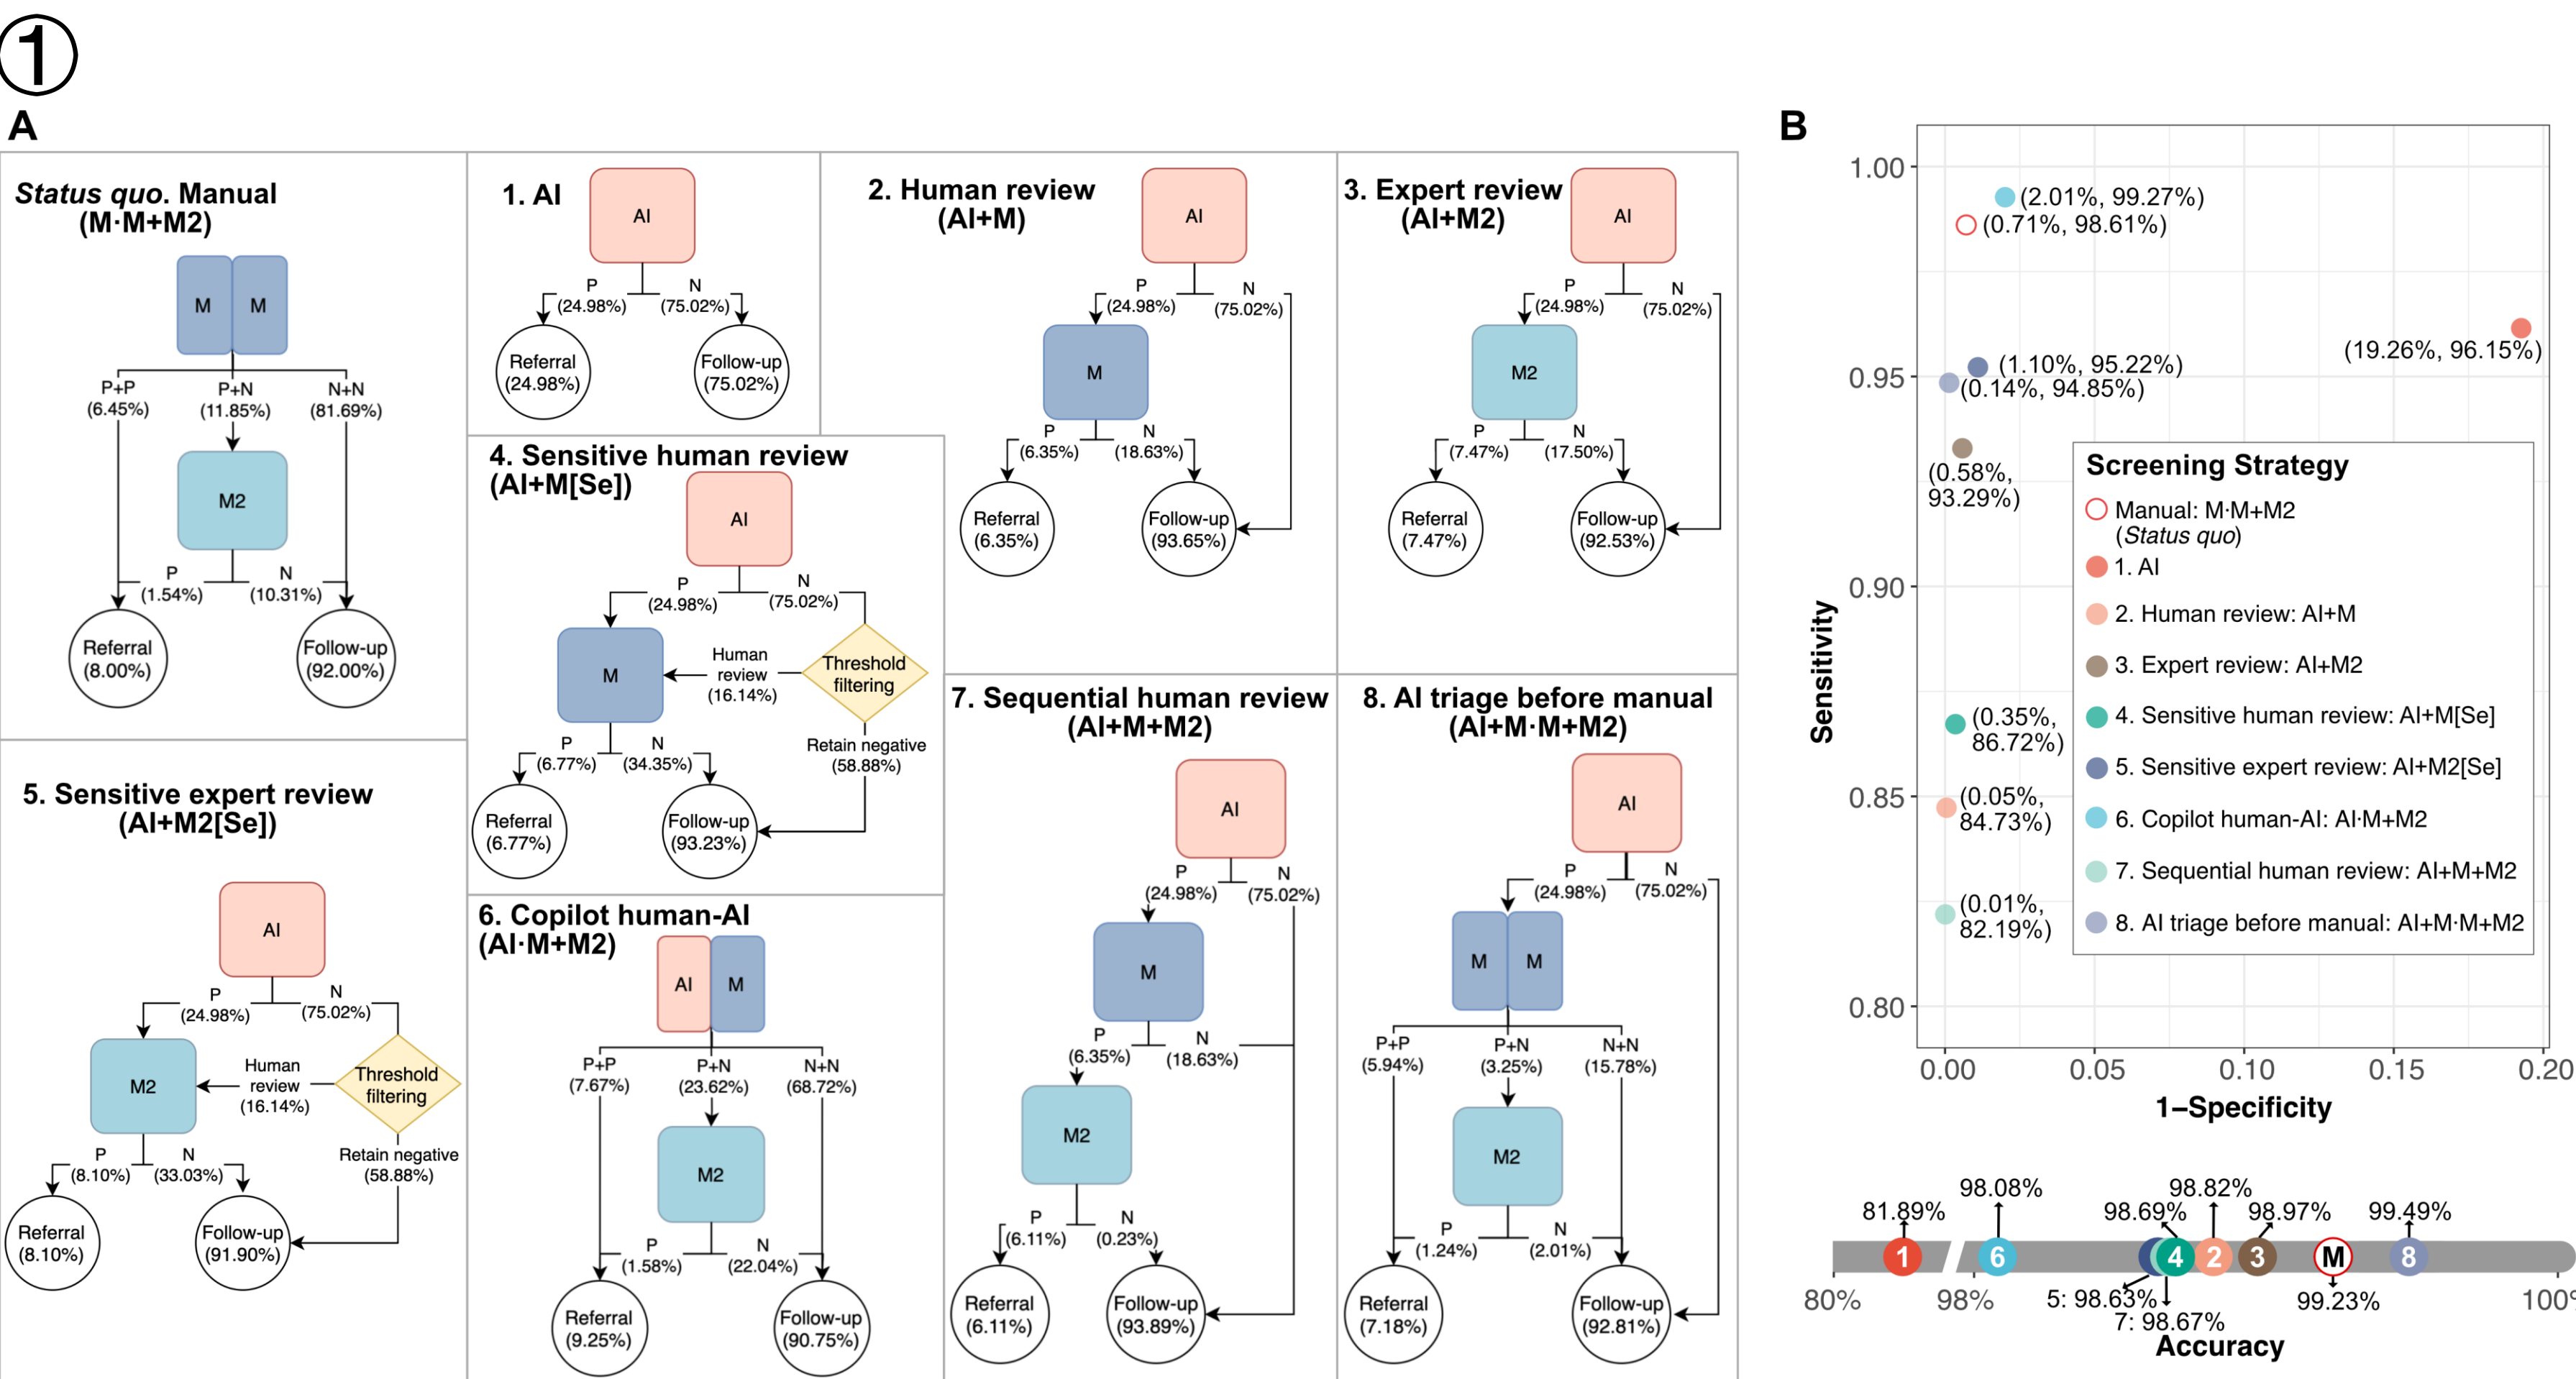 ①
A
Status quo. Manual
(M·M+M2)
M
M
P+P
(6.45%)
P+N
(11.85%)
N+N
(81.69%)
M2
P
(1.54%)
N
(10.31%)
Referral
(8.00%)
Follow-up
(92.00%)
1. AI
AI
P
(24.98%)
N
(75.02%)
Referral
(24.98%)
Follow-up
(75.02%)
2. Human review
(AI+M)
AI
P
(24.98%)
N
(75.02%)
M
P
(6.35%)
N
(18.63%)
Referral
(6.35%)
Follow-up
(93.65%)
3. Expert review
(AI+M2)
AI
P
(24.98%)
N
(75.02%)
M2
P
(7.47%)
N
(17.50%)
Referral
(7.47%)
Follow-up
(92.53%)
4. Sensitive human review
(AI+M[Se])
AI
P
(24.98%)
N
(75.02%)
M
Human
review
(16.14%)
Threshold
filtering
P
(6.77%)
N
(34.35%)
Retain negative
(58.88%)
Referral
(6.77%)
Follow-up
(93.23%)
5. Sensitive expert review
(AI+M2[Se])
AI
P
(24.98%)
N
(75.02%)
M2
Human
review
(16.14%)
Threshold
filtering
P
(8.10%)
N
(33.03%)
Retain negative
(58.88%)
Referral
(8.10%)
Follow-up
(91.90%)
6. Copilot human-AI
(AI·M+M2)
AI
M
P+P
(7.67%)
P+N
(23.62%)
N+N
(68.72%)
M2
P
(1.58%)
N
(22.04%)
Referral
(9.25%)
Follow-up
(90.75%)
7. Sequential human review
(AI+M+M2)
AI
P
(24.98%)
N
(75.02%)
M
P
(6.35%)
N
(18.63%)
M2
P
(6.11%)
N
(0.23%)
Referral
(6.11%)
Follow-up
(93.89%)
8. AI triage before manual
(AI+M·M+M2)
AI
P
(24.98%)
N
(75.02%)
M
M
P+P
(5.94%)
P+N
(3.25%)
N+N
(15.78%)
M2
P
(1.24%)
N
(2.01%)
Referral
(7.18%)
Follow-up
(92.81%)
B
Sensitivity
1.00
0.95
0.90
0.85
0.80
(2.01%, 99.27%)
(0.71%, 98.61%)
(19.26%, 96.15%)
(1.10%, 95.22%)
(0.14%, 94.85%)
(0.58%,
93.29%)
(0.35%,
86.72%)
(0.05%,
84.73%)
(0.01%,
82.19%)
Screening Strategy
Manual: M·M+M2
(Status quo)
1. AI
2. Human review: AI+M
3. Expert review: AI+M2
4. Sensitive human review: AI+M[Se]
5. Sensitive expert review: AI+M2[Se]
6. Copilot human-AI: AI·M+M2
7. Sequential human review: AI+M+M2
8. AI triage before manual: AI+M·M+M2
0.00 0.05 0.10 0.15 0.20
1–Specificity
98.08% 98.82%
81.89% 98.69% 98.97% 99.49%
1 6 4 2 3 M 8
80% 98% 5: 98.63% 99.23% 100%
7: 98.67%
Accuracy